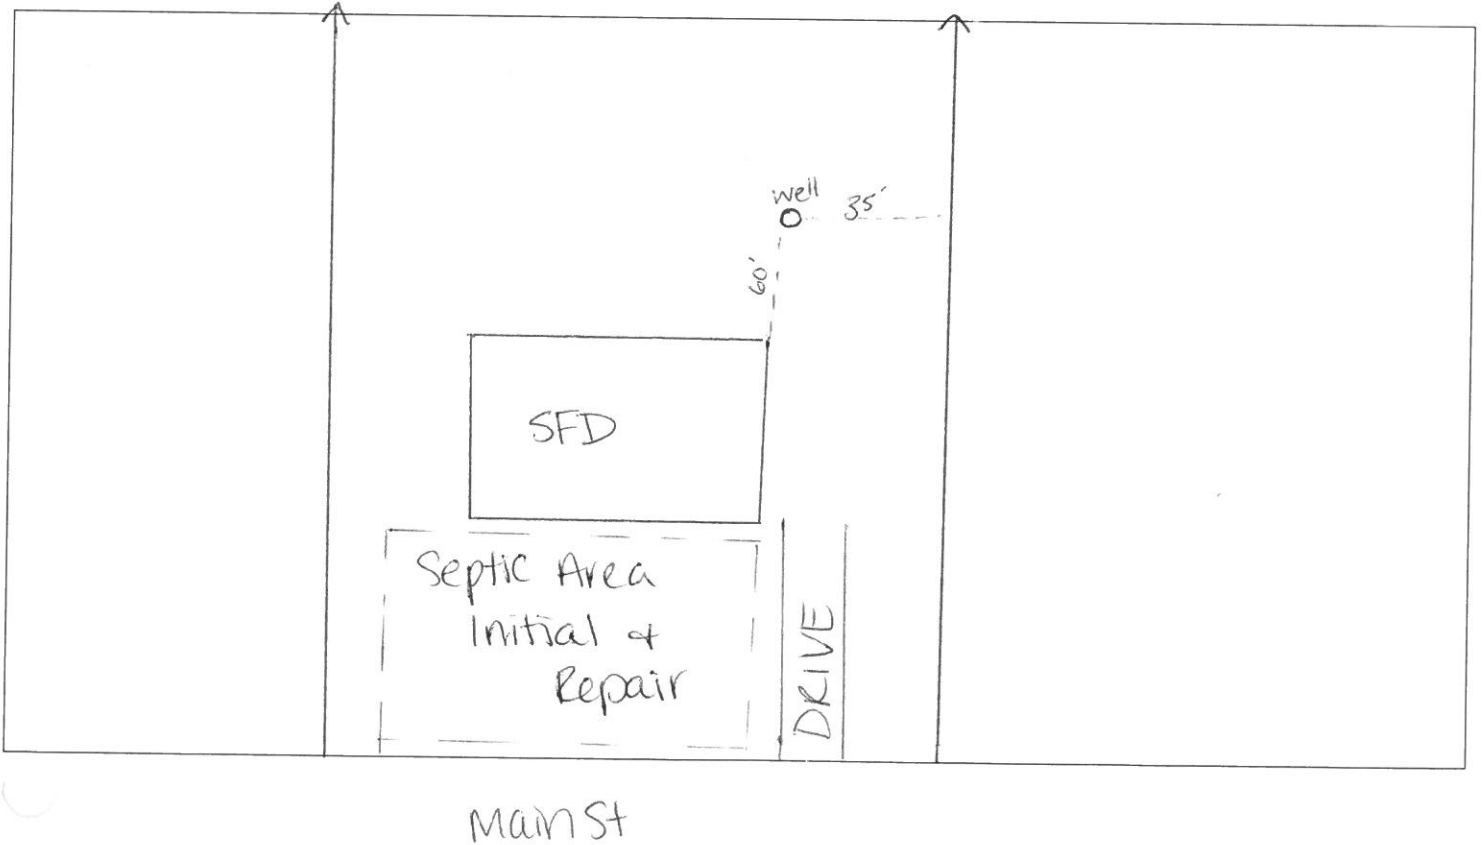 well
35'
60'
SFD
Septic Area
Initial &
Repair
DRIVE
Main St